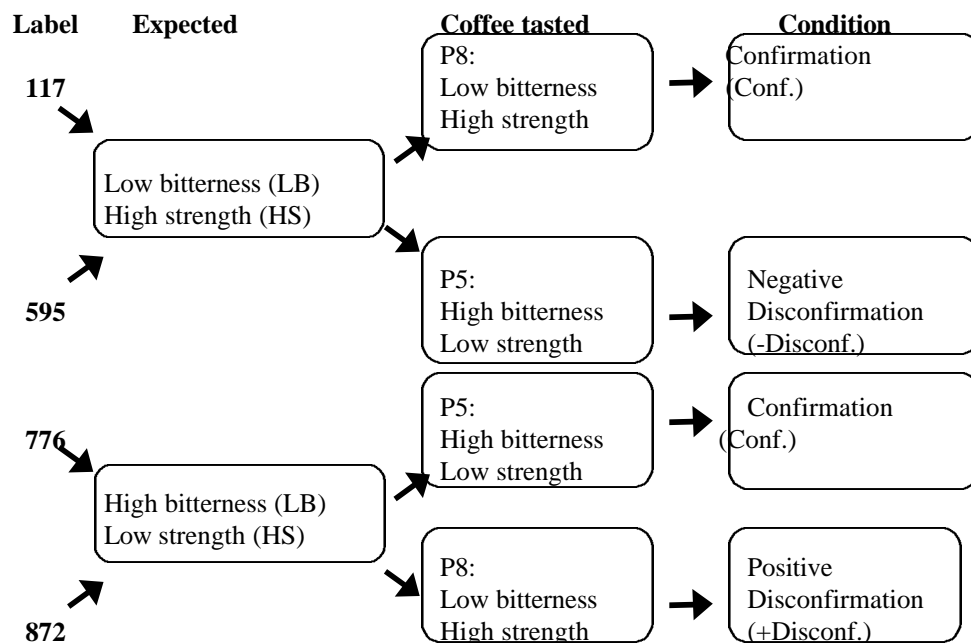 Label Expected Coffee tasted Condition
117
P8:
Low bitterness
High strength
Confirmation
(Conf.)
Low bitterness (LB)
High strength (HS)
595
P5:
High bitterness
Low strength
Negative
Disconfirmation
(-Disconf.)
776
P5:
High bitterness
Low strength
Confirmation
(Conf.)
High bitterness (LB)
Low strength (HS)
872
P8:
Low bitterness
High strength
Positive
Disconfirmation
(+Disconf.)